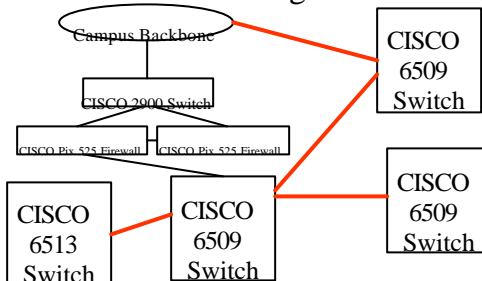 Campus Backbone
CISCO
6509
Switch
CISCO 2900 Switch
CISCO Pix 525 Firewall
CISCO Pix 525 Firewall
CISCO
6513
Switch
CISCO
6509
Switch
CISCO
6509
Switch